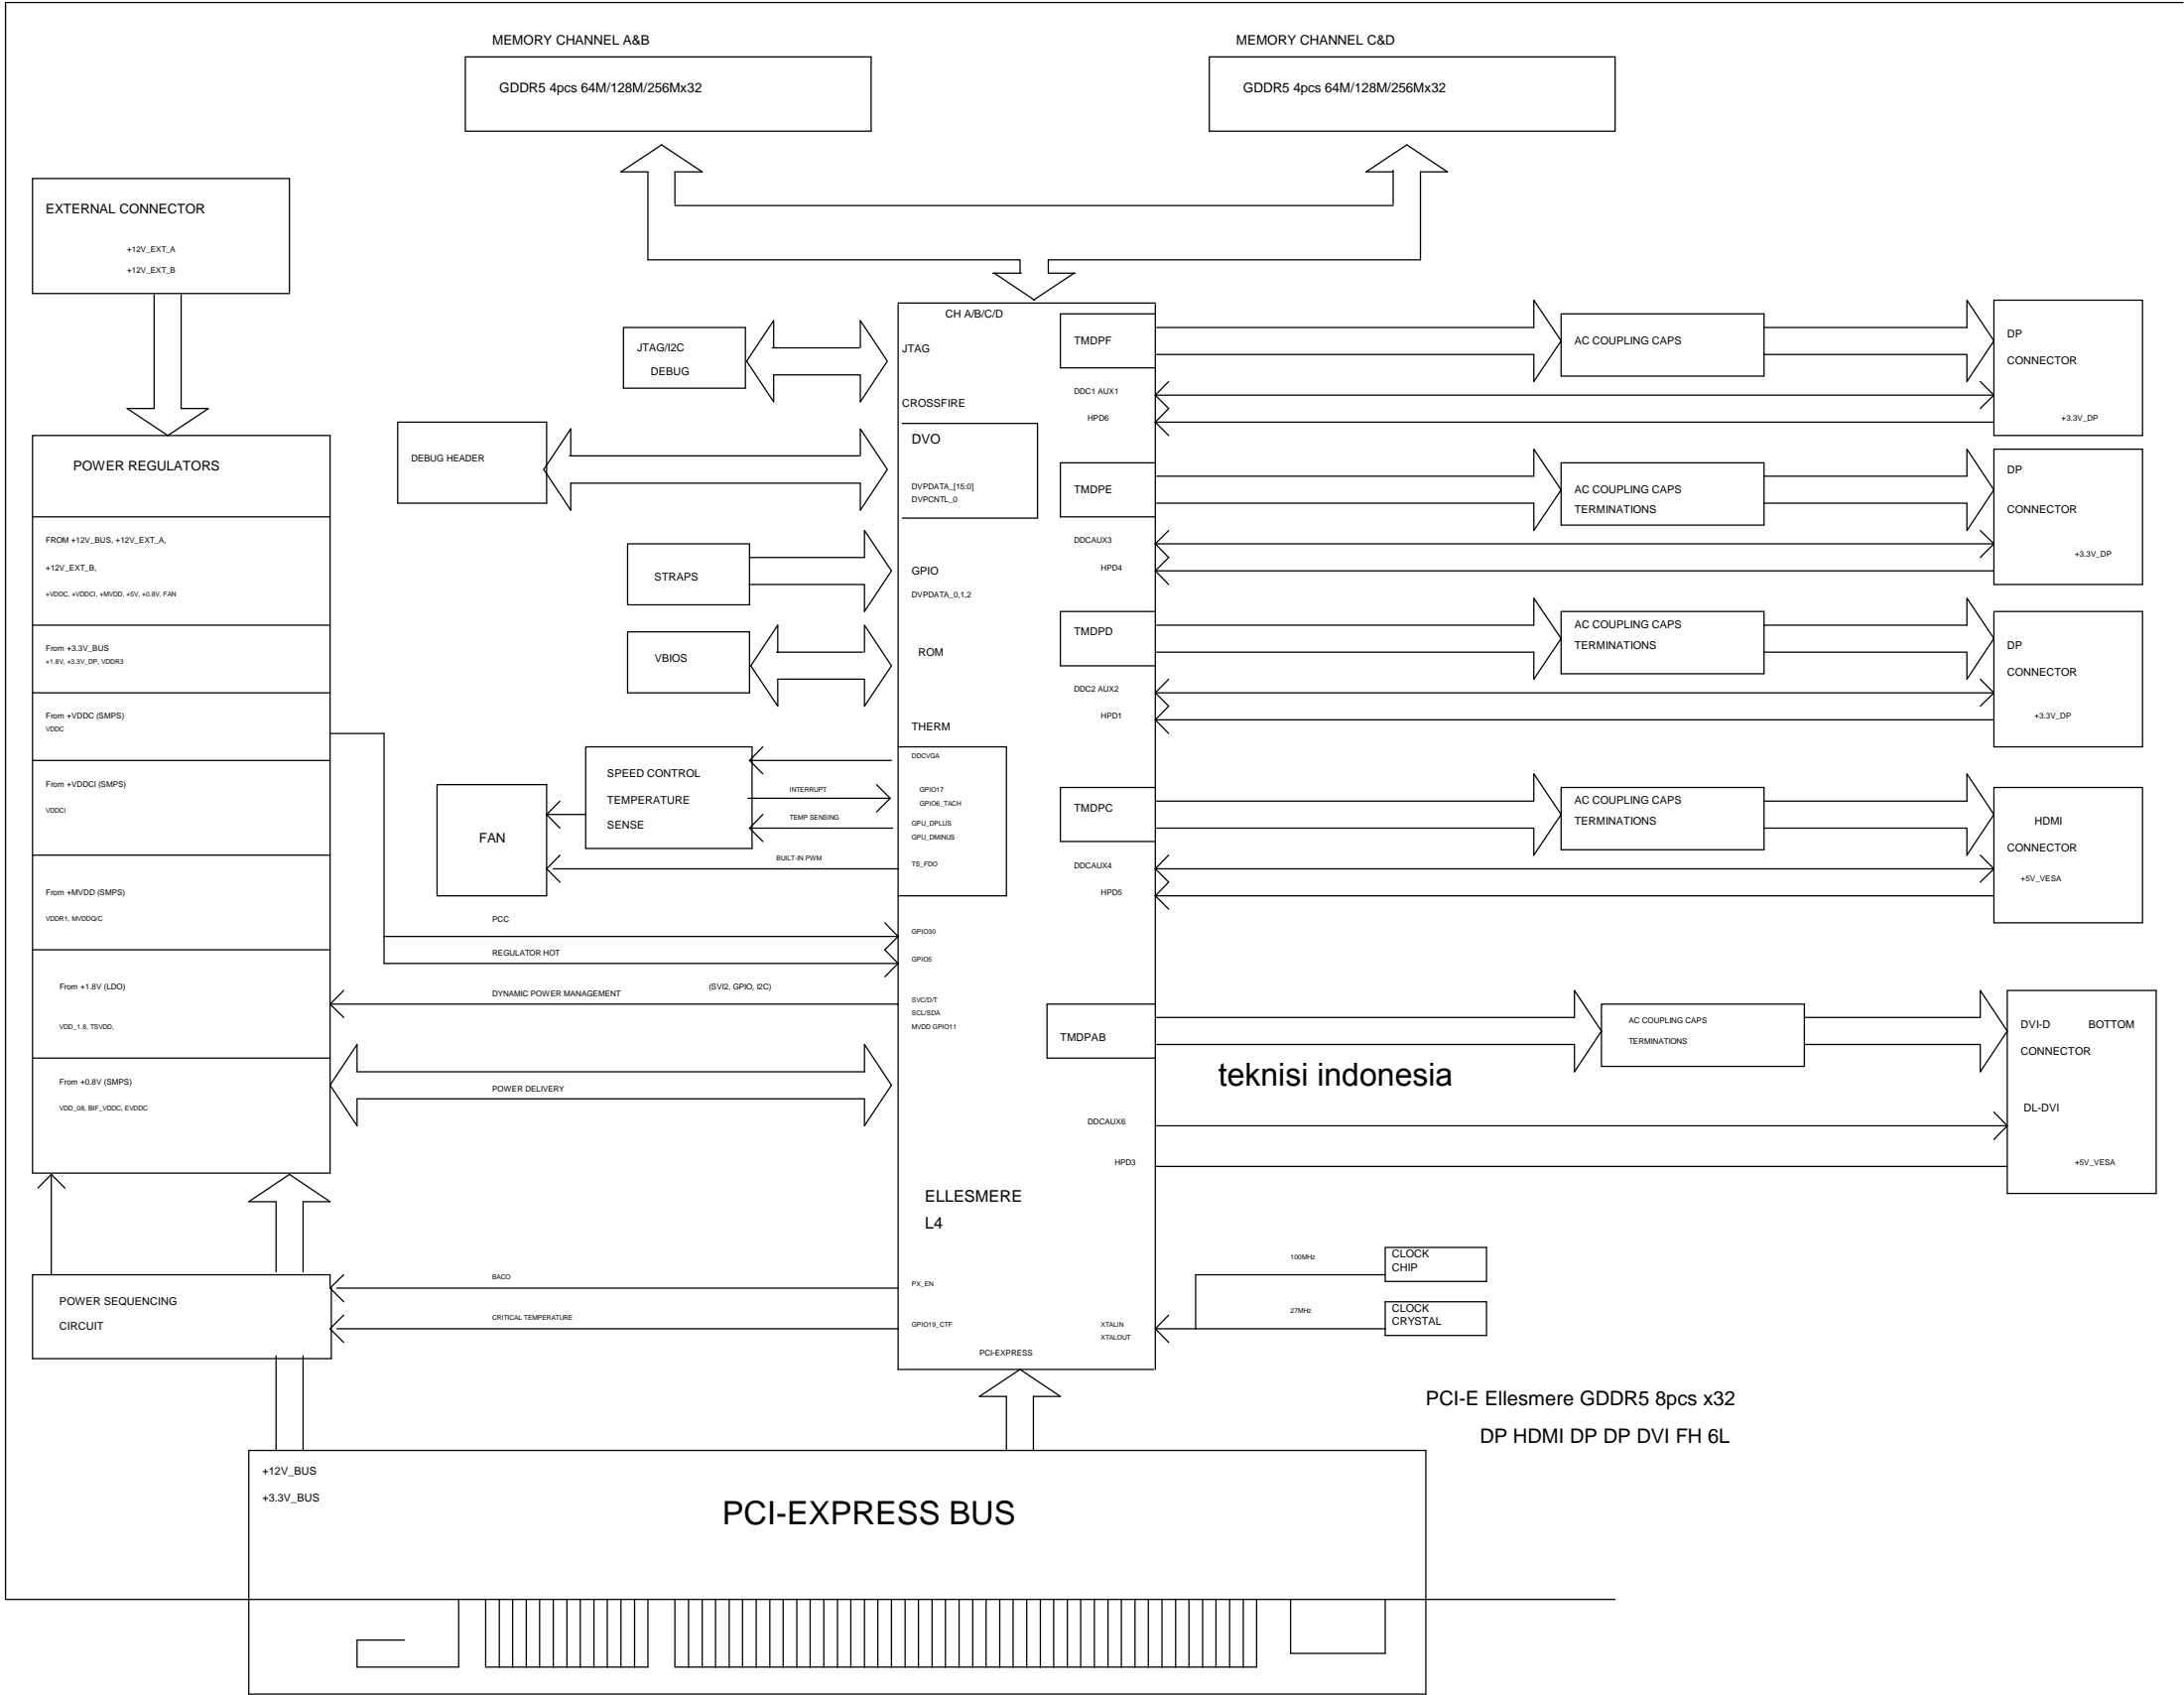 MEMORY CHANNEL A&B
MEMORY CHANNEL C&D
GDDR5 4pcs 64M/128M/256Mx32
GDDR5 4pcs 64M/128M/256Mx32
EXTERNAL CONNECTOR
+12V_EXT_A
+12V_EXT_B
POWER REGULATORS
FROM +12V_BUS, +12V_EXT_A,
+12V_EXT_B,
+VDDC, +VDDCI, +MVDD, +5V, +0.8V, FAN
From +3.3V_BUS
+1.8V, +3.3V_DP, VDDR3
From +VDDC (SMPS)
VDDC
From +VDDCI (SMPS)
VDDCI
From +MVDD (SMPS)
VDDR1, MVDDQ/C
From +1.8V (LDO)
VDD_1.8, TSVDD,
From +0.8V (SMPS)
VDD_08, BIF_VDDC, EVDDC
POWER SEQUENCING
CIRCUIT
JTAG/I2C
DEBUG
DEBUG HEADER
STRAPS
VBIOS
SPEED CONTROL
TEMPERATURE
SENSE
FAN
INTERRUPT
TEMP SENSING
BUILT-IN PWM
PCC
REGULATOR HOT
DYNAMIC POWER MANAGEMENT
(SVI2, GPIO, I2C)
POWER DELIVERY
BACO
CRITICAL TEMPERATURE
CH A/B/C/D
JTAG
CROSSFIRE
DVO
DVPDATA_[15:0]
DVPCNTL_0
GPIO
DVPDATA_0,1,2
ROM
THERM
DDCVGA
GPIO17
GPIO6_TACH
GPU_DPLUS
GPU_DMINUS
TS_FDO
GPIO30
GPIO5
SVC/D/T
SCL/SDA
MVDD GPIO11
ELLESMERE
L4
PX_EN
GPIO19_CTF
XTALIN
XTALOUT
PCI-EXPRESS
TMDPF
DDC1 AUX1
HPD6
TMDPE
DDCAUX3
HPD4
TMDPD
DDC2 AUX2
HPD1
TMDPC
DDCAUX4
HPD5
TMDPAB
DDCAUX6
HPD3
AC COUPLING CAPS
AC COUPLING CAPS
TERMINATIONS
AC COUPLING CAPS
TERMINATIONS
AC COUPLING CAPS
TERMINATIONS
AC COUPLING CAPS
TERMINATIONS
DP
CONNECTOR
+3.3V_DP
DP
CONNECTOR
+3.3V_DP
DP
CONNECTOR
+3.3V_DP
HDMI
CONNECTOR
+5V_VESA
DVI-D BOTTOM
CONNECTOR
DL-DVI
+5V_VESA
teknisi indonesia
100MHz
CLOCK
CHIP
27MHz
CLOCK
CRYSTAL
PCI-E Ellesmere GDDR5 8pcs x32
DP HDMI DP DP DVI FH 6L
+12V_BUS
+3.3V_BUS
PCI-EXPRESS BUS